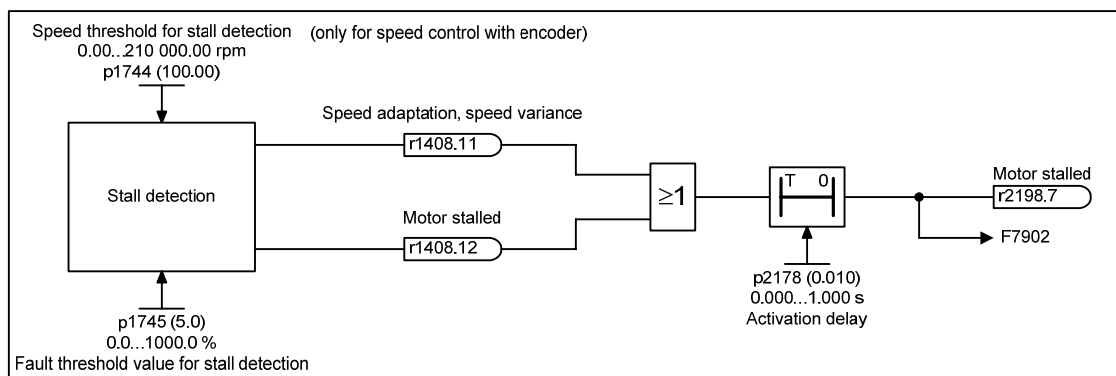 Speed threshold for stall detection (only for speed control with encoder)
0.00...210 000.00 rpm
p1744 (100.00)
Speed adaptation, speed variance
r1408.11
Stall detection
Motor stalled
r1408.12
≥1
T 0
Motor stalled
r2198.7
F7902
p2178 (0.010)
0.000...1.000 s
Activation delay
p1745 (5.0)
0.0...1000.0 %
Fault threshold value for stall detection